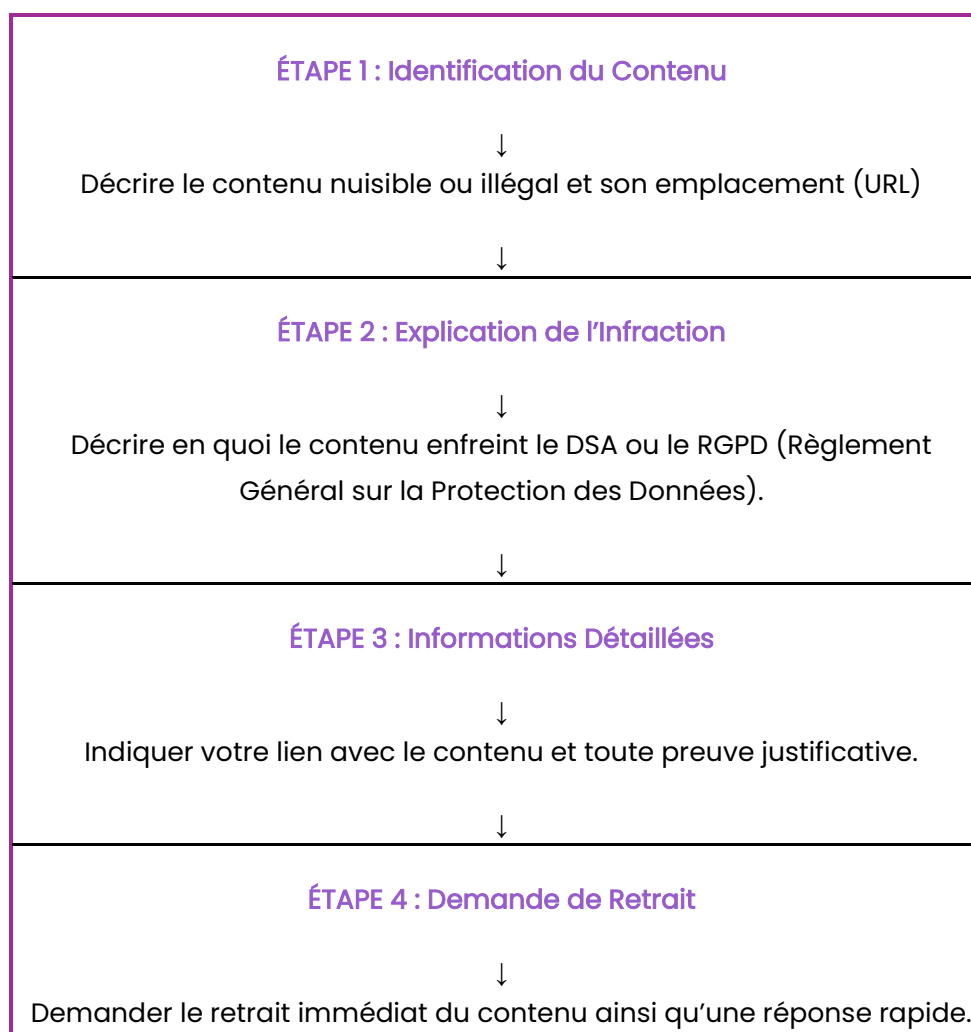 ÉTAPE 1 : Identification du Contenu
↓
Décrire le contenu nuisible ou illégal et son emplacement (URL)
↓
ÉTAPE 2 : Explication de l’Infraction
↓
Décrire en quoi le contenu enfreint le DSA ou le RGPD (Règlement
Général sur la Protection des Données).
↓
ÉTAPE 3 : Informations Détaillées
↓
Indiquer votre lien avec le contenu et toute preuve justificative.
↓
ÉTAPE 4 : Demande de Retrait
↓
Demander le retrait immédiat du contenu ainsi qu’une réponse rapide.